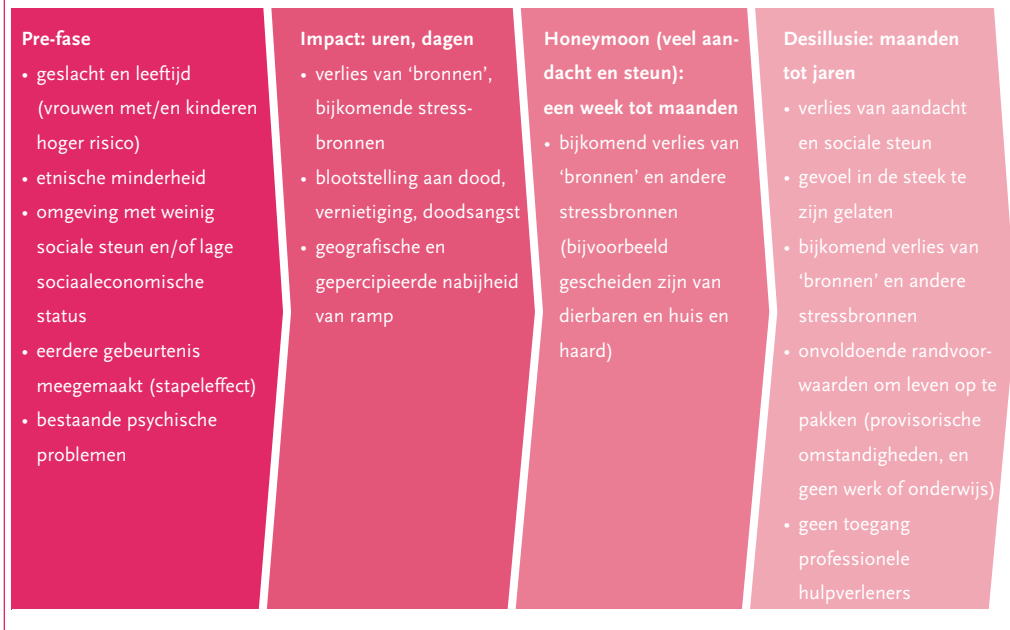 Pre-fase
• geslacht en leeftijd
(vrouwen met/en kinderen
hoger risico)
• etnische minderheid
• omgeving met weinig
sociale steun en/of lage
sociaaleconomische
status
• eerdere gebeurtenis
meegemaakt (stapeleffect)
• bestaande psychische
problemen
Impact: uren, dagen
• verlies van ‘bronnen’,
bijkomende stress-
bronnen
• blootstelling aan dood,
vernietiging, doodsangst
• geografische en
gepercipieerde nabijheid
van ramp
Honeymoon (veel aan-
dacht en steun):
een week tot maanden
• bijkomend verlies van
‘bronnen’ en andere
stressbronnen
(bijvoorbeeld
gescheiden zijn van
dierbaren en huis en
haard)
Desillusie: maanden
tot jaren
• verlies van aandacht
en sociale steun
• gevoel in de steek te
zijn gelaten
• bijkomend verlies van
‘bronnen’ en andere
stressbronnen
• onvoldoende randvoor-
waarden om leven op te
pakken (provisorische
omstandigheden, en
geen werk of onderwijs)
• geen toegang
professionele
hulpverleners